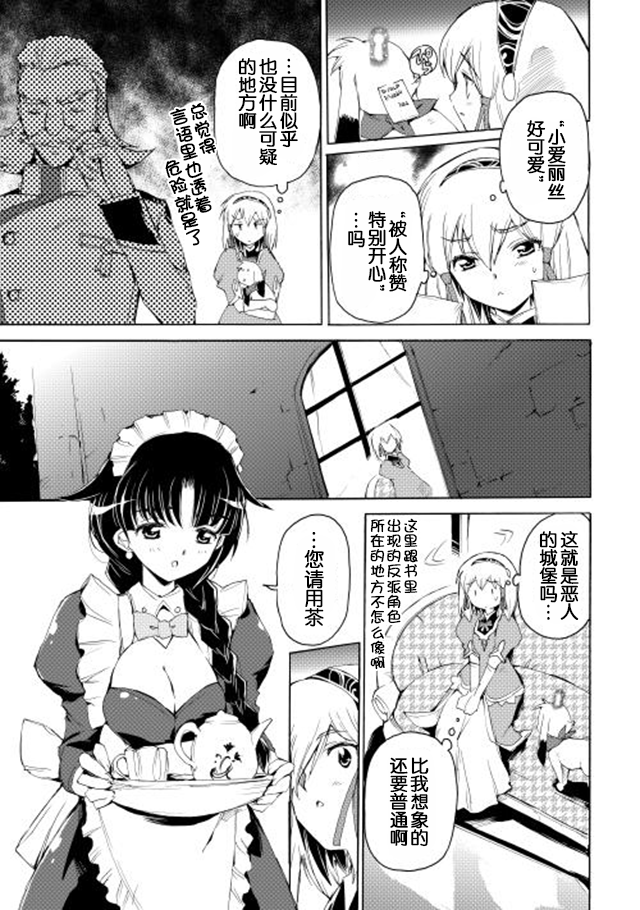 “小爱丽丝
好可爱”
“被人称赞
特别开心”
…吗
…目前似乎
也没什么可疑
的地方啊
总觉得
言语里也透着
危险就是了
这就是恶人
的城堡吗…
这里跟书里
出现的反派角色
所在的地方不怎么像啊
比我想象的
还要普通啊
…您请用茶